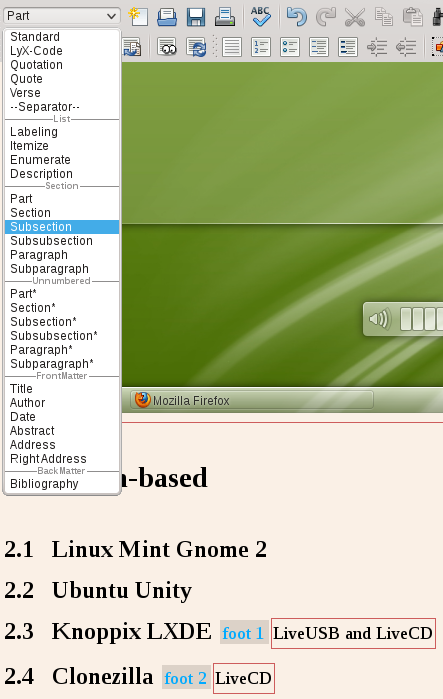 Part
ABC
Standard
LyX-Code
Quotation
Quote
Verse
--Separator--
List
Labeling
Itemize
Enumerate
Description
Section
Part
Section
Subsection
Subsubsection
Paragraph
Subparagraph
Unnumbered
Part*
Section*
Subsection*
Subsubsection*
Paragraph*
Subparagraph*
FrontMatter
Title
Author
Date
Abstract
Address
Right Address
BackMatter
Bibliography
Mozilla Firefox
-based
2.1 Linux Mint Gnome 2
2.2 Ubuntu Unity
2.3 Knoppix LXDE foot 1 LiveUSB and LiveCD
2.4 Clonezilla foot 2 LiveCD